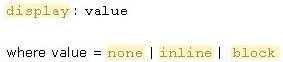 display: value
where value = none | inline | block